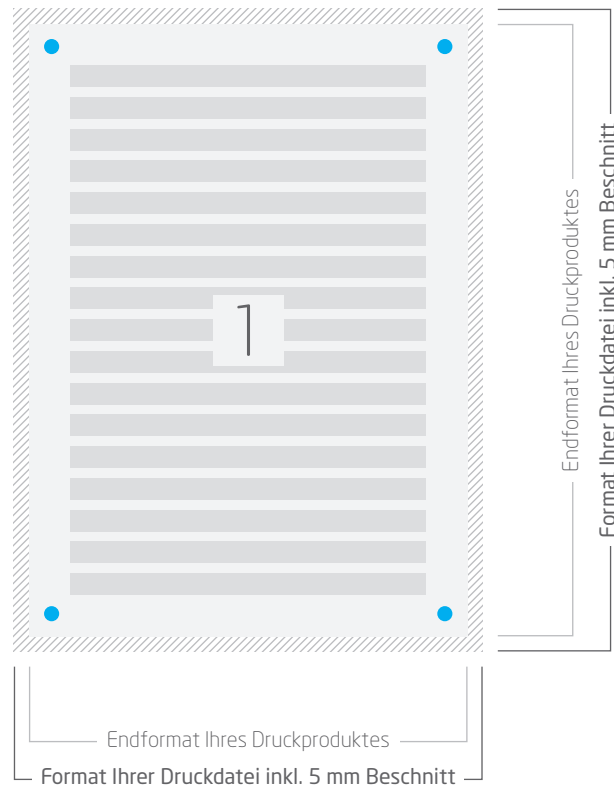 1
Endformat Ihres Druckproduktes
Format Ihrer Druckdatei inkl. 5 mm Beschnitt
Endformat Ihres Druckproduktes
Format Ihrer Druckdatei inkl. 5 mm Beschnitt